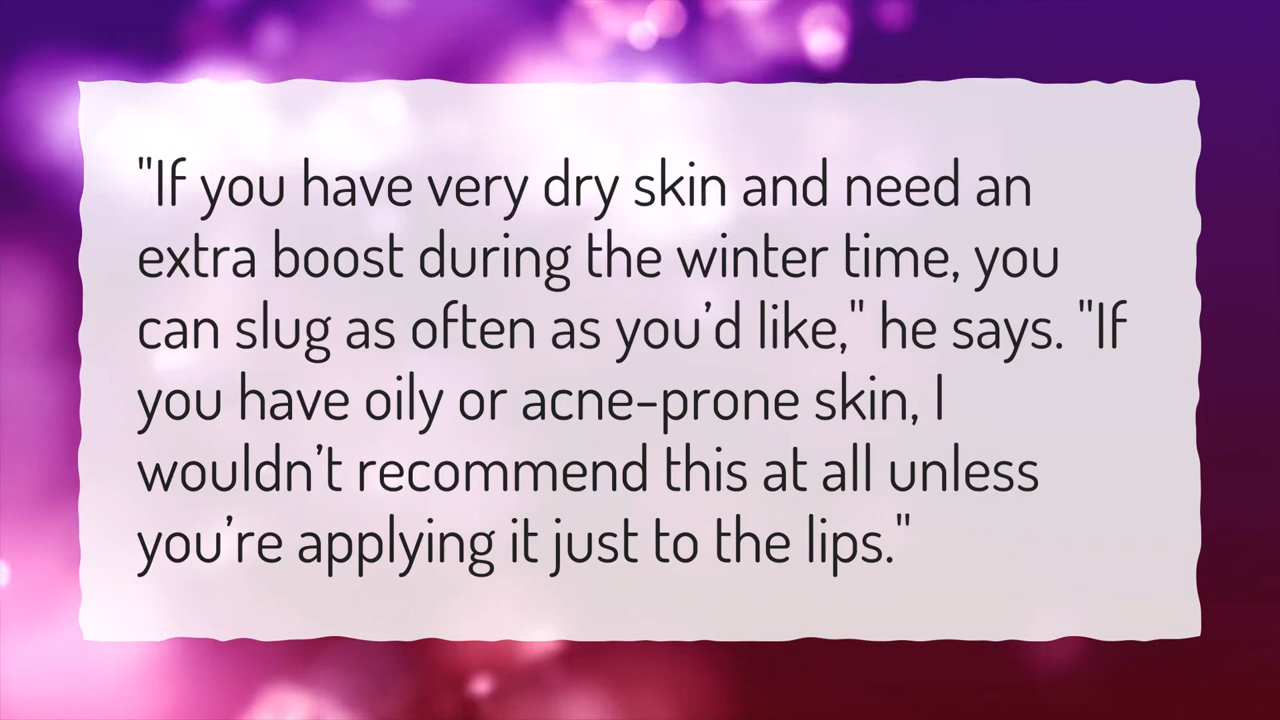 "If you have very dry skin and need an
extra boost during the winter time, you
can slug as often as you’d like," he says. "If
you have oily or acne-prone skin, I
wouldn’t recommend this at all unless
you’re applying it just to the lips."